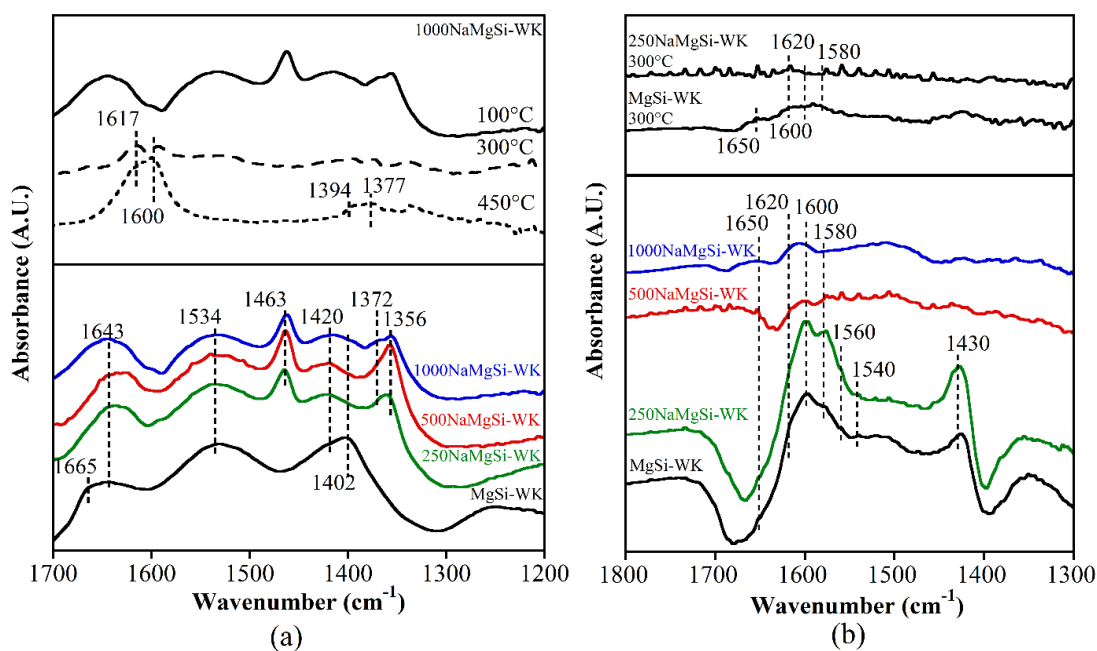 1000NaMgSi-WK
100°C
1617
300°C
1600
1394
1377
450°C
1643
1534
1463
1420
1372
1356
1000NaMgSi-WK
500NaMgSi-WK
250NaMgSi-WK
1665
1402
MgSi-WK
1700 1600 1500 1400 1300 1200
Wavenumber (cm-1)
Absorbance (A.U.)
(a)
250NaMgSi-WK
300°C
1620
1580
MgSi-WK
300°C
1650
1600
1650
1620
1600
1580
1000NaMgSi-WK
500NaMgSi-WK
1560
1540
1430
250NaMgSi-WK
MgSi-WK
1800 1700 1600 1500 1400 1300
Wavenumber (cm-1)
Absorbance (A.U.)
(b)